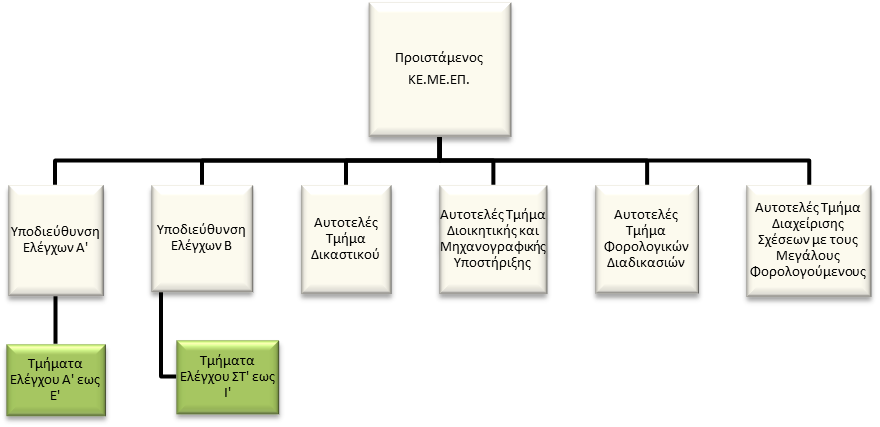 Προιστάμενος
ΚΕ.ΜΕ.ΕΠ.
Υποδιεύθυνση
Ελέγχων Α'
Υποδιεύθυνση
Ελέγχων Β
Αυτοτελές
Τμήμα
Δικαστικού
Αυτοτελές Τμήμα
Διοικητικής και
Μηχανογραφικής
Υποστήριξης
Αυτοτελές
Τμήμα
Φορολογικών
Διαδικασιών
Αυτοτελές Τμήμα
Διαχείρισης
Σχέσεων με τους
Μεγάλους
Φορολογούμενους
Τμήματα
Ελέγχου Α' εως
Ε'
Τμήματα
Ελέγχου ΣΤ' εως
Ι'